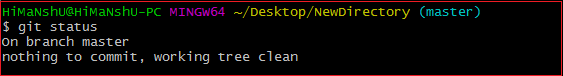 HiMaNshU@HiMaNshU-PC MINGW64 ~/Desktop/NewDirectory (master)
$ git status
On branch master
nothing to commit, working tree clean